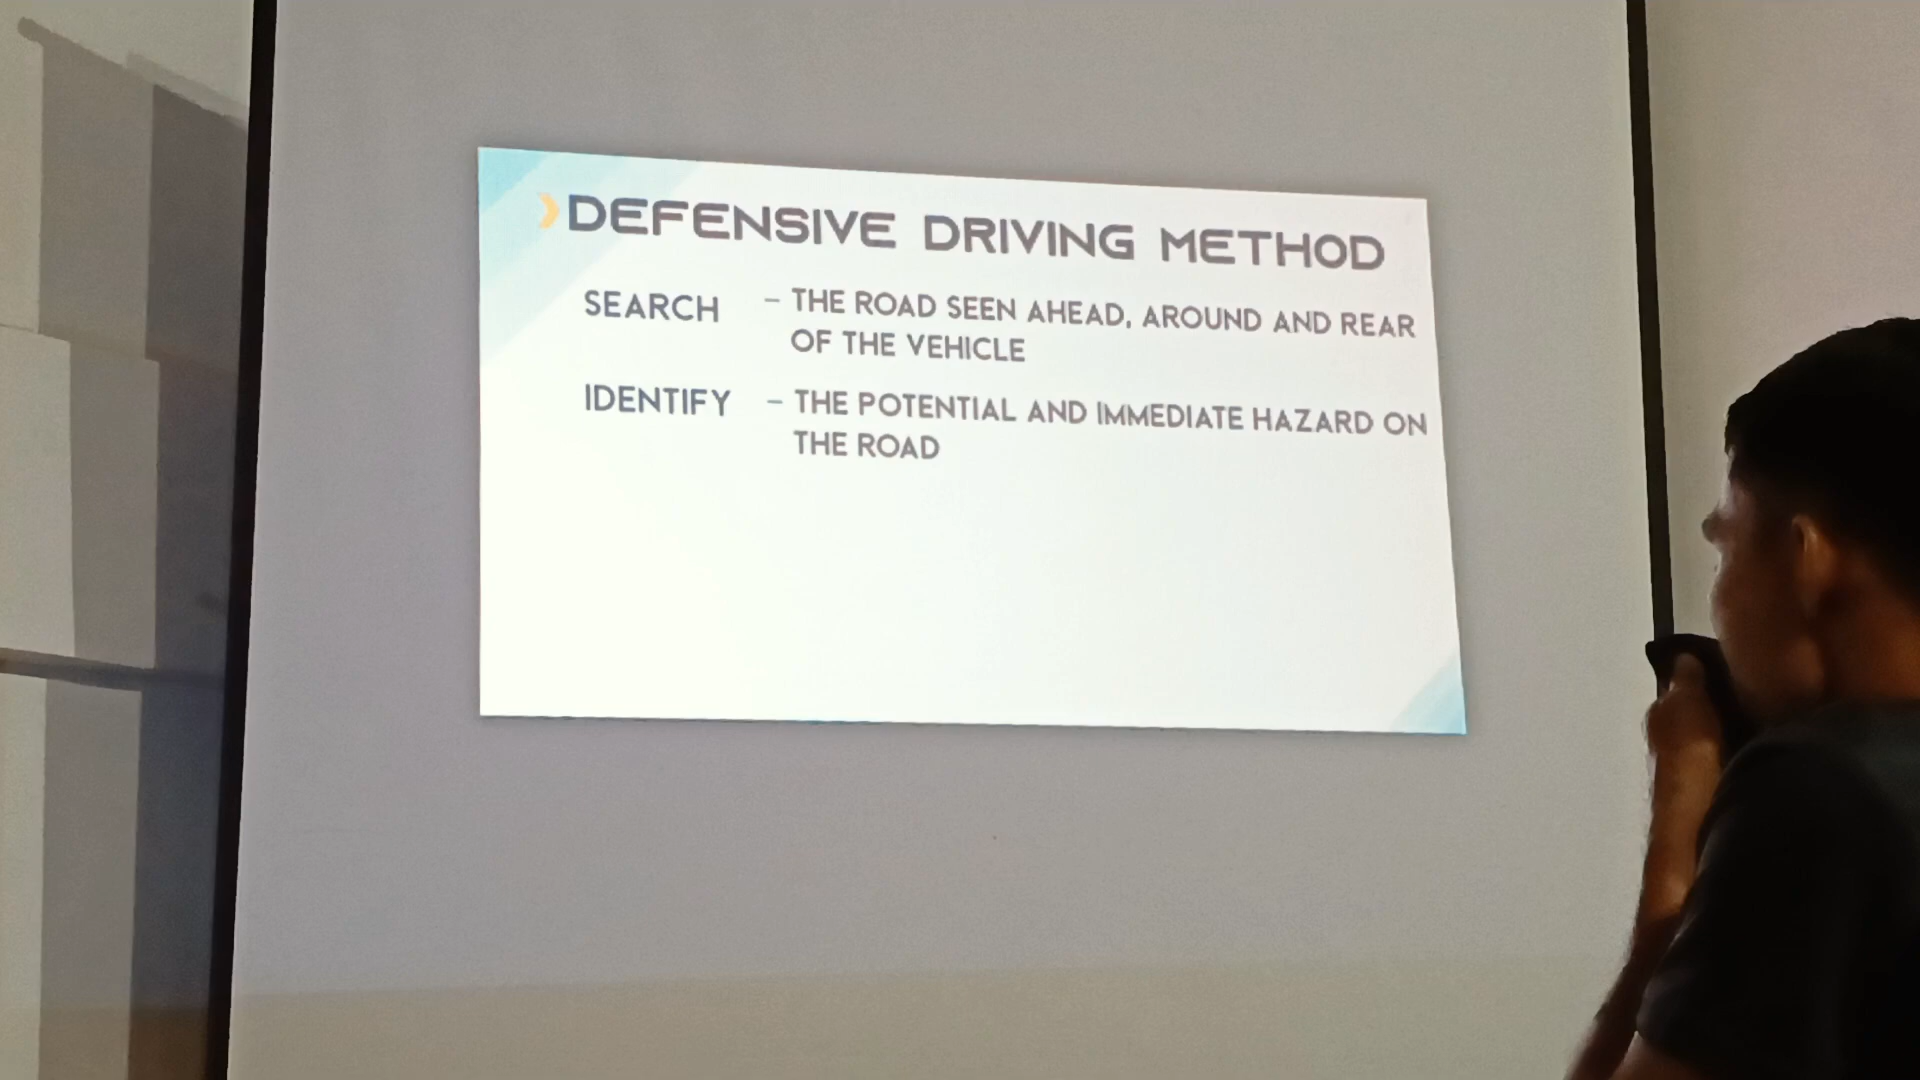 DEFENSIVE DRIVING METHOD
SEARCH – THE ROAD SEEN AHEAD, AROUND AND REAR
OF THE VEHICLE
IDENTIFY – THE POTENTIAL AND IMMEDIATE HAZARD ON
THE ROAD